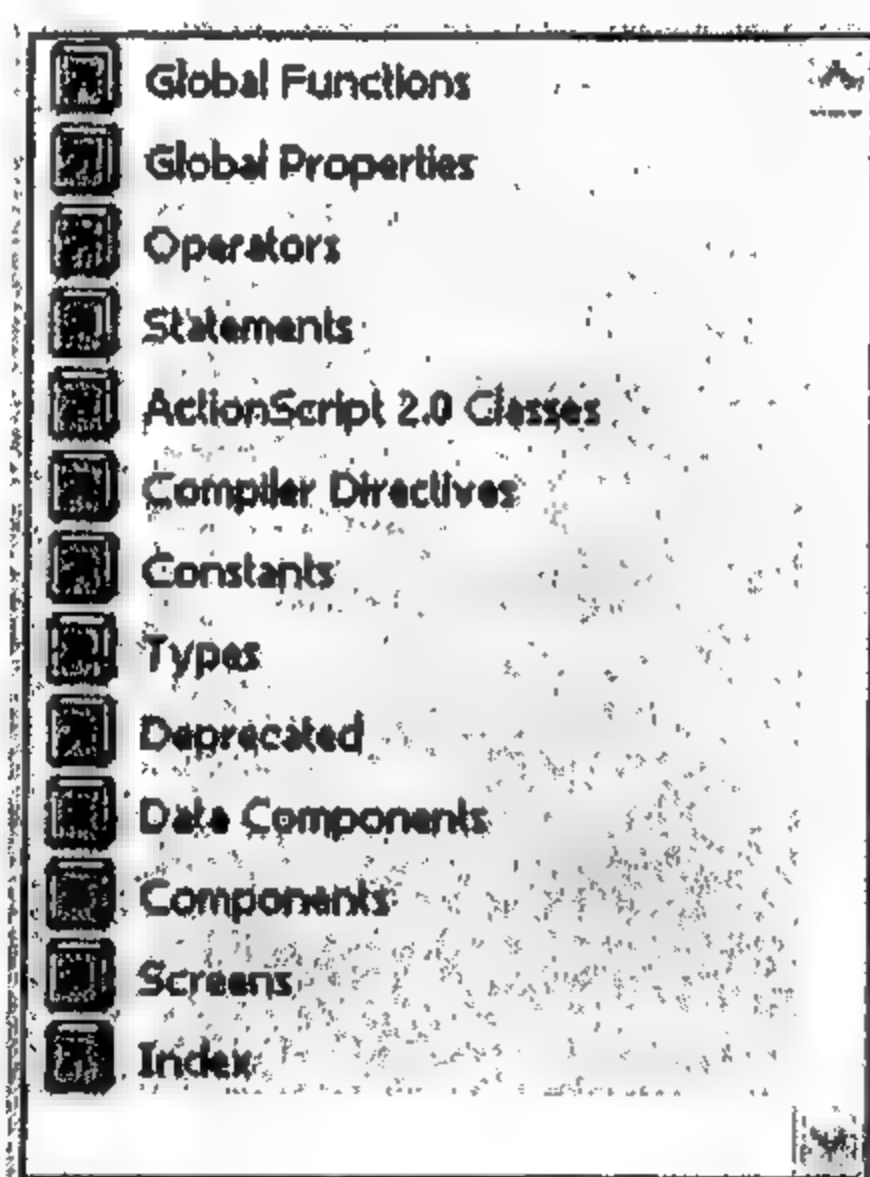 Global Functions
Global Properties
Operators
Statements
ActionScript 2.0 Classes
Compiler Directives
Constants
Types
Deprecated
Data Components
Components
Screens
Index